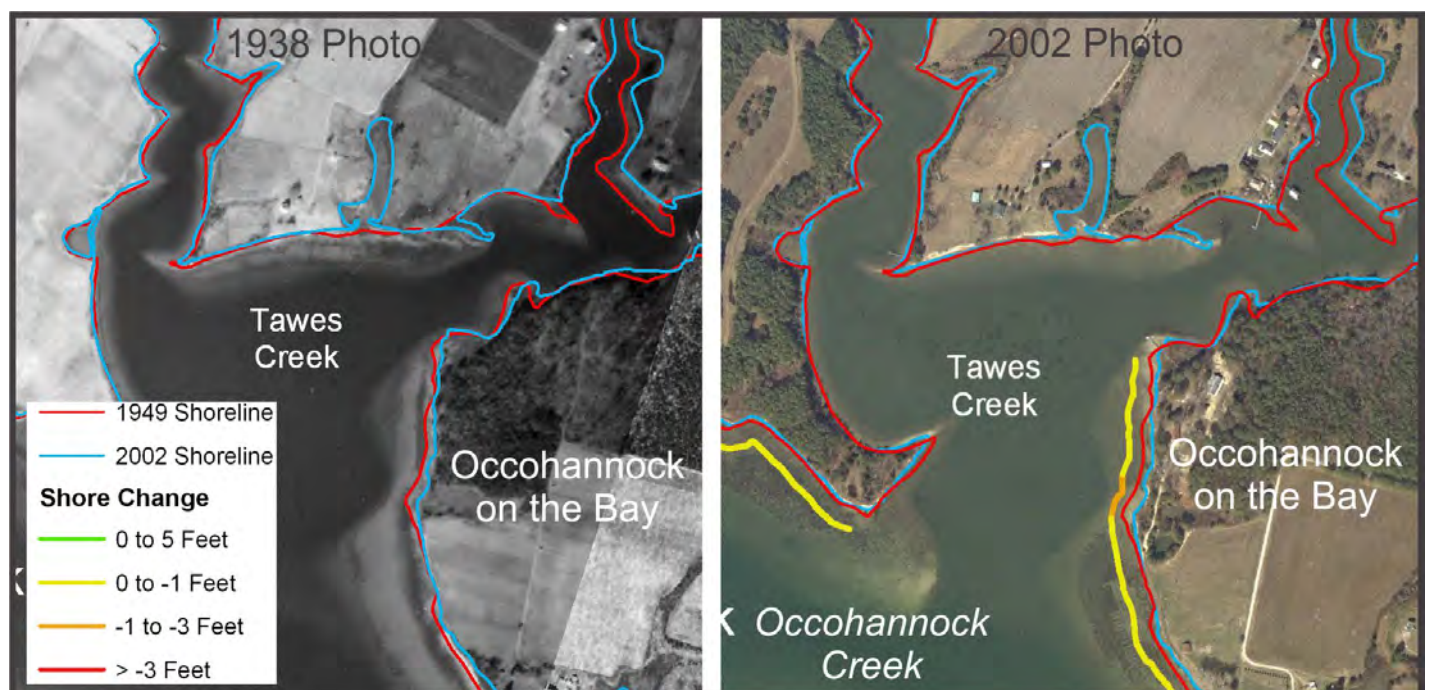 1938 Photo
Tawes
Creek
Occohannock
on the Bay
1949 Shoreline
2002 Shoreline
Shore Change
0 to 5 Feet
0 to -1 Feet
-1 to -3 Feet
> -3 Feet
2002 Photo
Tawes
Creek
Occohannock
on the Bay
K Occohannock
Creek